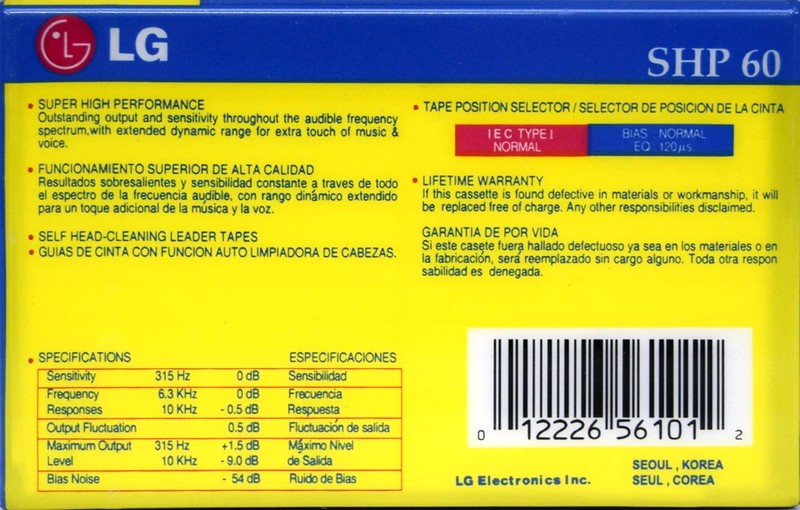 LG
SHP 60
• SUPER HIGH PERFORMANCE
Outstanding output and sensitivity throughout the audible frequency
spectrum,with extended dynamic range for extra touch of music &
voice.
• FUNCIONAMIENTO SUPERIOR DE ALTA CALIDAD
Resultados sobresalientes y sensibilidad constante a traves de todo
el espectro de la frecuencia audible, con rango dinámico extendido
para un toque adicional de la música y la voz.
• SELF HEAD-CLEANING LEADER TAPES
• GUIAS DE CINTA CON FUNCION AUTO LIMPIADORA DE CABEZAS.
• TAPE POSITION SELECTOR / SELECTOR DE POSICION DE LA CINTA
IEC TYPE I
NORMAL
BIAS : NORMAL
EQ : 120µs
• LIFETIME WARRANTY
If this cassette is found defective in materials or workmanship, it will
be replaced free of charge. Any other responsibilities disclaimed.
GARANTIA DE POR VIDA
Si este casete fuera hallado defectuoso ya sea en los materiales o en
la fabricación, será reemplazado sin cargo alguno. Toda otra respon
sabilidad es denegada.
• SPECIFICATIONS ESPECIFICACIONES
Sensitivity 315 Hz 0 dB Sensibilidad
Frequency 6.3 KHz 0 dB Frecuencia
Responses 10 KHz - 0.5 dB Respuesta
Output Fluctuation 0.5 dB Fluctuación de salida
Maximum Output 315 Hz +1.5 dB Máximo Nivel
Level 10 KHz - 9.0 dB de Salida
Bias Noise - 54 dB Ruido de Bias
0 12226 56101 2
LG Electronics Inc.
SEOUL , KOREA
SEUL , COREA